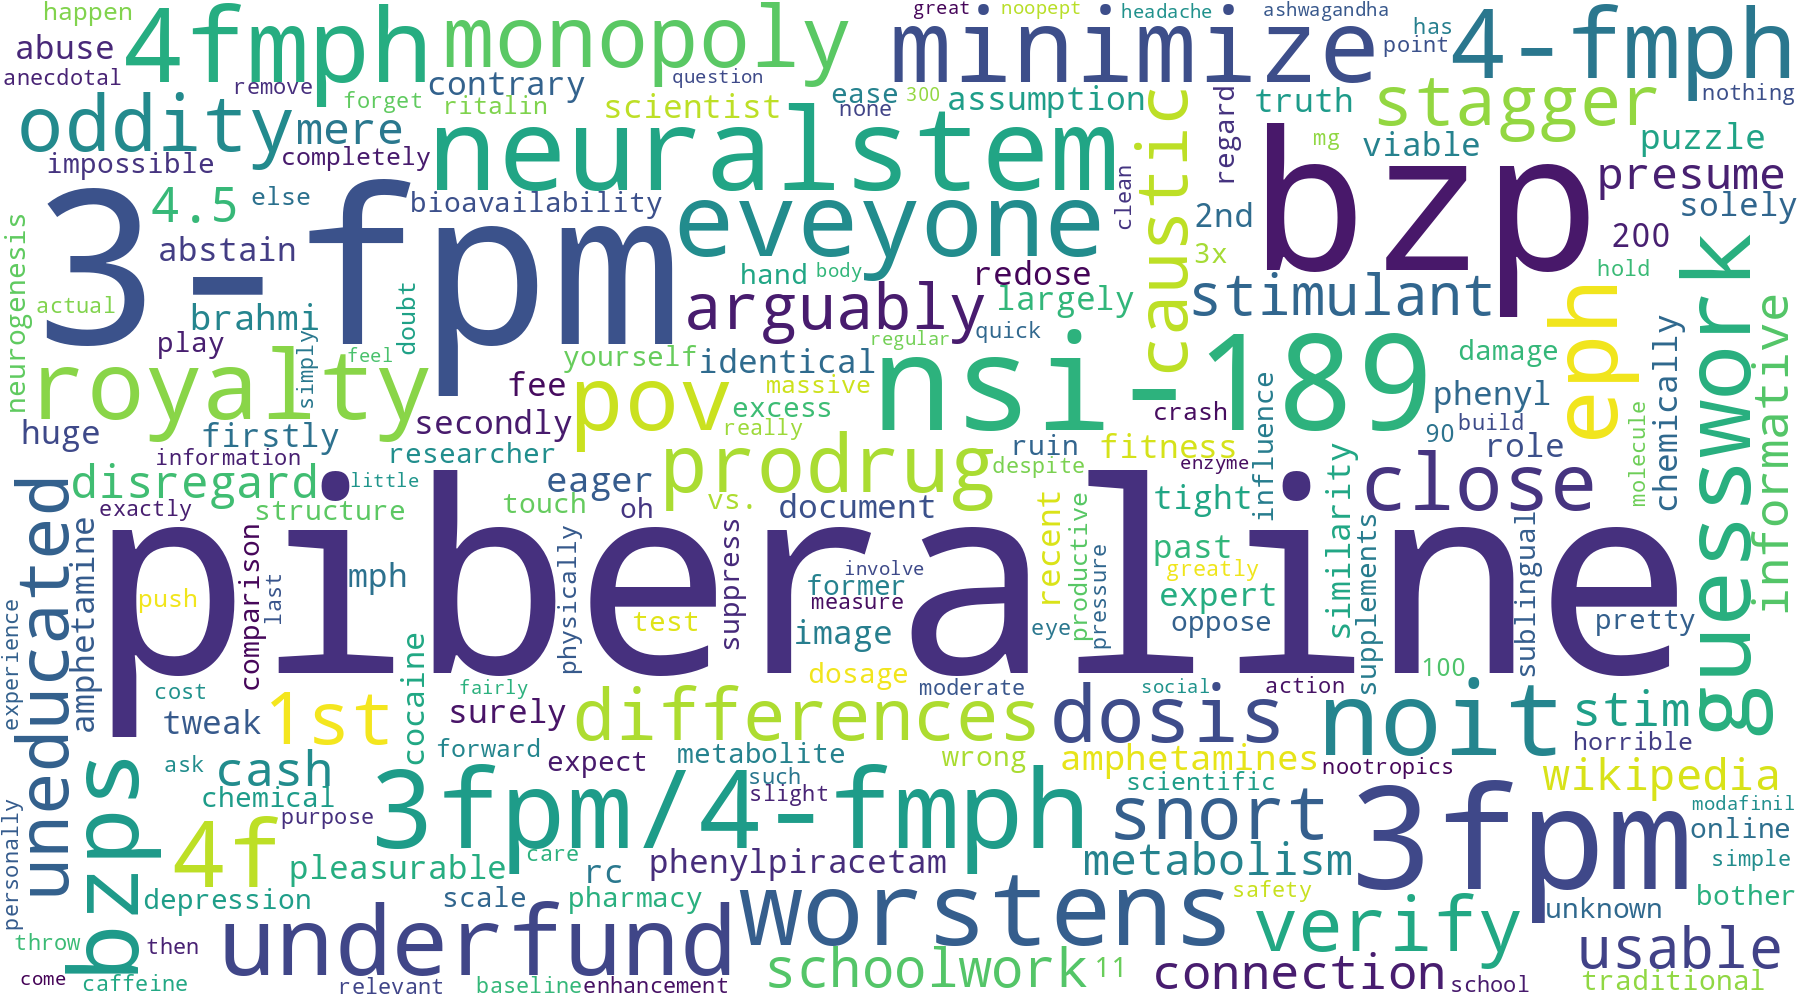 happen
great
noopept
headache
ashwagandha
abuse
4fmph
monopoly
minimize
has
point
4-fmph
anecdotal
remove
contrary
question
nothing
forget
ritalin
scientist
ease
300
none
assumption
caustic
regard
truth
stagger
oddity
mere
neuralstem
bzp
mg
viable
puzzle
impossible
completely
clean
presume
3-fpm
4.5
else
bioavailability
eveyone
2nd
solely
neurogenesis
abstain
3x
200
hand
body
redose
hold
actual
brahmi
doubt
arguably
largely
stimulant
guesswork
play
simply
feel
quick
regular
eph
chemically
informative
royalty
yourself
identical
nsi-189
damage
fee
pov
massive
phenyl
huge
firstly
secondly
excess
really
crash
influence
build
90
role
molecule
information
researcher
prodrug
ruin
fitness
despite
enzyme
similarity
close
disregard
little
eager
uneducated
exactly
structure
touch
oh
vs.
document
recent
productive
tight
piberaline
amphetamine
comparison
last
mph
physically
suppress
involve
former
measure
pressure
past
greatly
supplements
sublingual
push
experience
test
image
eye
expert
oppose
pretty
dosage
100
cost
cocaine
fairly
moderate
social
action
tweak
1st
surely
differences
dosis
noit
stim
forward
horrible
ask
cash
expect
metabolite
wrong
amphetamines
nootropics
bzps
chemical
such
slight
scientific
wikipedia
personally
purpose
3fpm/4-fmph
snort
3fpm
modafinil
4f
online
pleasurable
care
rc
phenylpiracetam
metabolism
simple
depression
scale
pharmacy
worstens
safety
bother
unknown
throw
then
underfund
verify
usable
come
caffeine
relevant
baseline
enhancement
schoolwork
11
connection
school
traditional